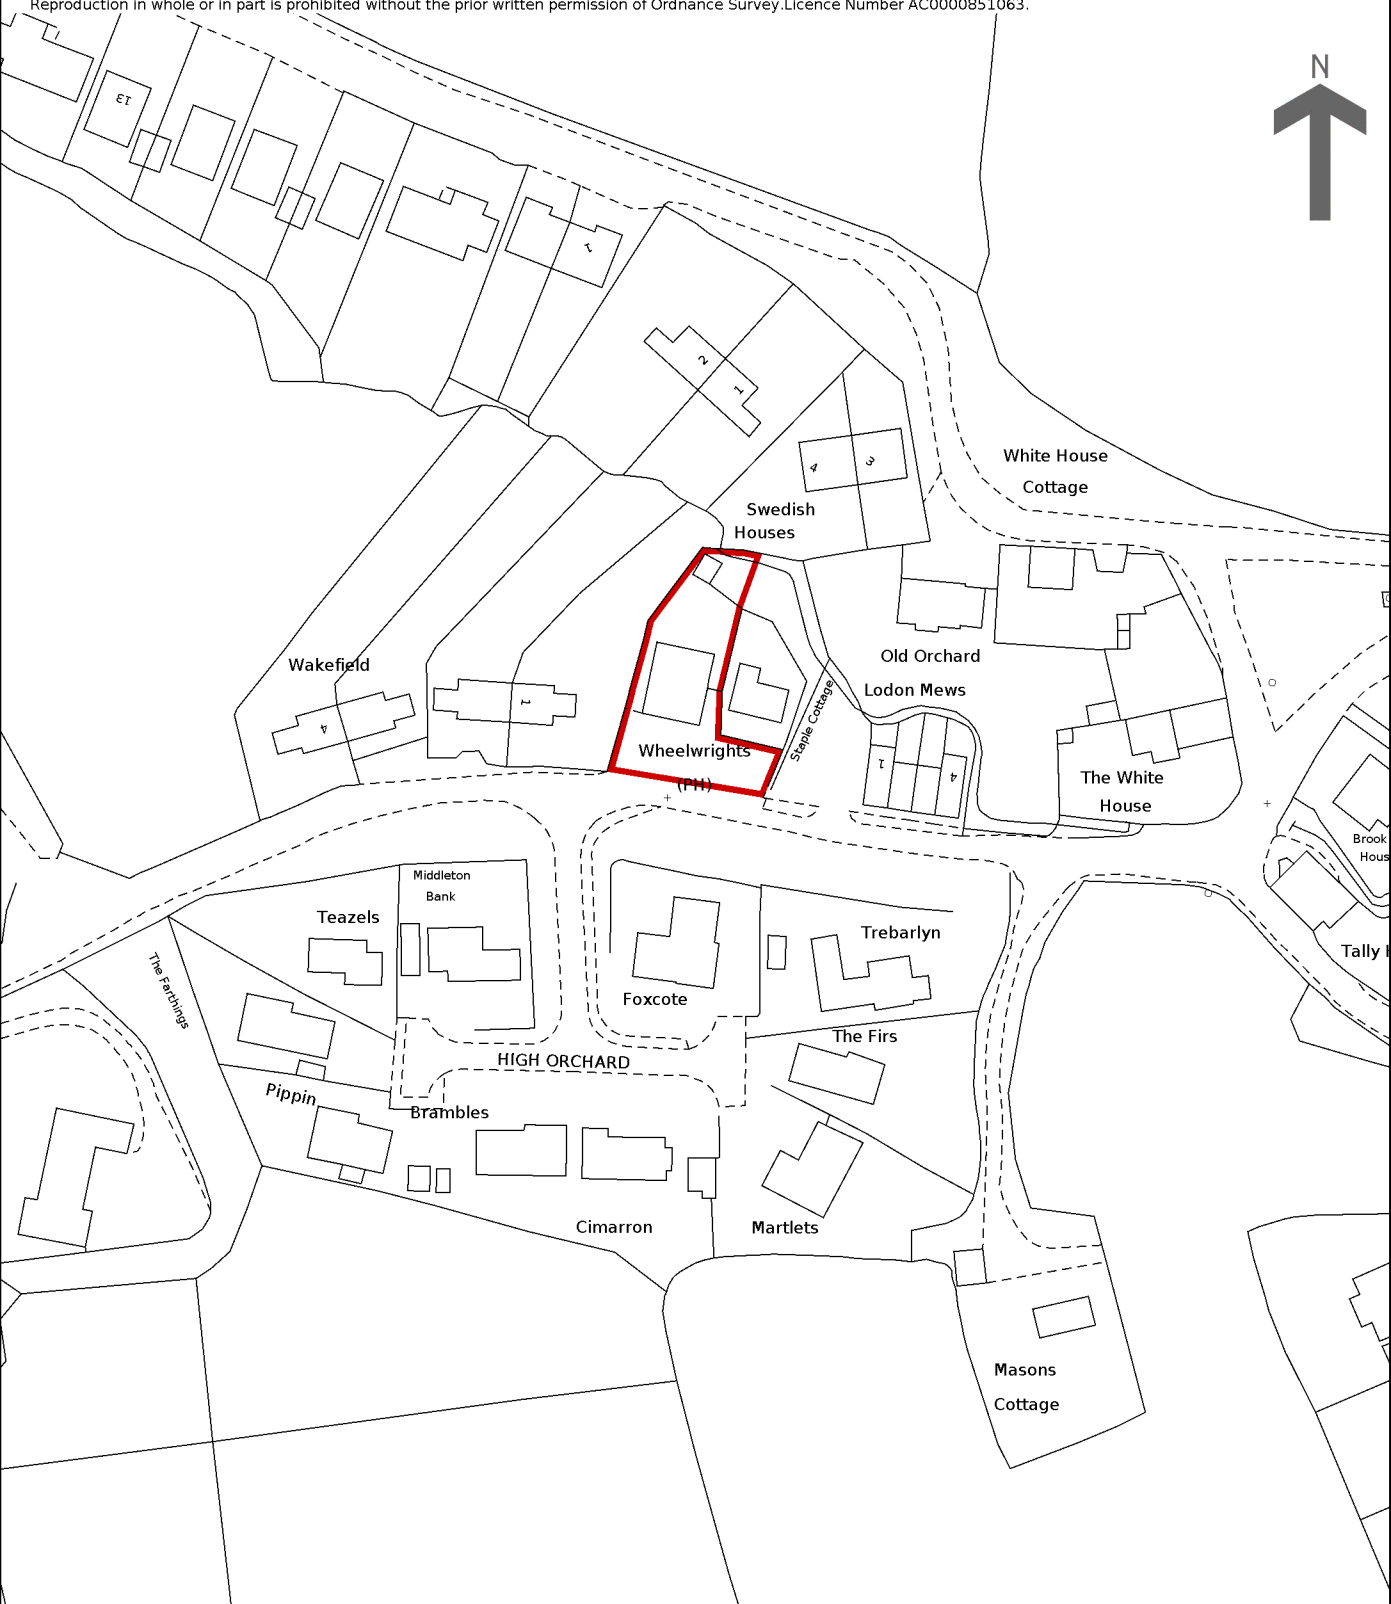 Reproduction in whole or in part is prohibited without the prior written permission of Ordnance Survey.Licence Number AC0000851063.
N
13
1
2
1
4
3
White House
Cottage
Swedish
Houses
Old Orchard
Lodon Mews
Wakefield
4
1
Staple Cottage
Wheelwrights
(PH)
1
4
The White
House
Brook
Hous
Middleton
Bank
Teazels
Trebarlyn
Tally
The Farthings
Foxcote
The Firs
HIGH ORCHARD
Pippin
Brambles
Cimarron
Martlets
Masons
Cottage